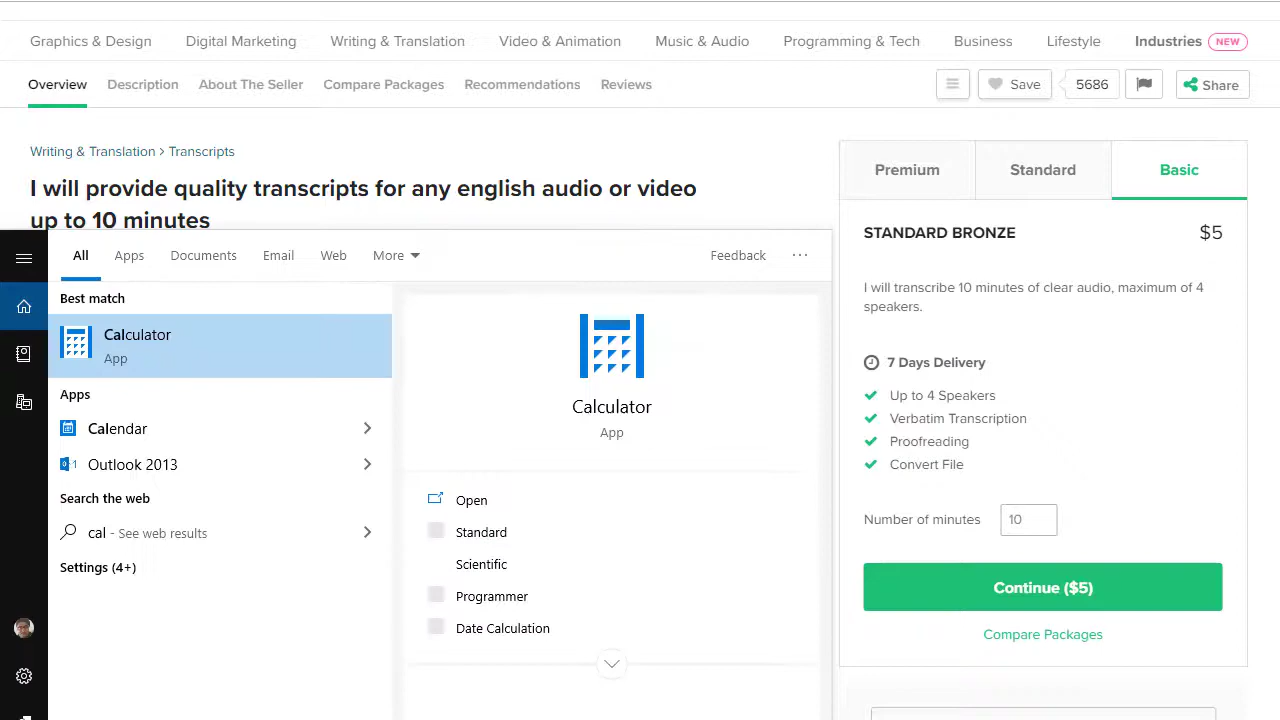 Graphics & Design Digital Marketing Writing & Translation Video & Animation Music & Audio Programming & Tech Business Lifestyle Industries NEW
Overview Description About The Seller Compare Packages Recommendations Reviews Save 5686 Share
Writing & Translation > Transcripts
I will provide quality transcripts for any english audio or video
up to 10 minutes
All Apps Documents Email Web More Feedback ...
Best match
Calculator
App
Apps
Calendar
Outlook 2013
Search the web
cal - See web results
Settings (4+)
Calculator
App
Open
Standard
Scientific
Programmer
Date Calculation
Premium Standard Basic
STANDARD BRONZE $5
I will transcribe 10 minutes of clear audio, maximum of 4
speakers.
7 Days Delivery
Up to 4 Speakers
Verbatim Transcription
Proofreading
Convert File
Number of minutes 10
Continue ($5)
Compare Packages